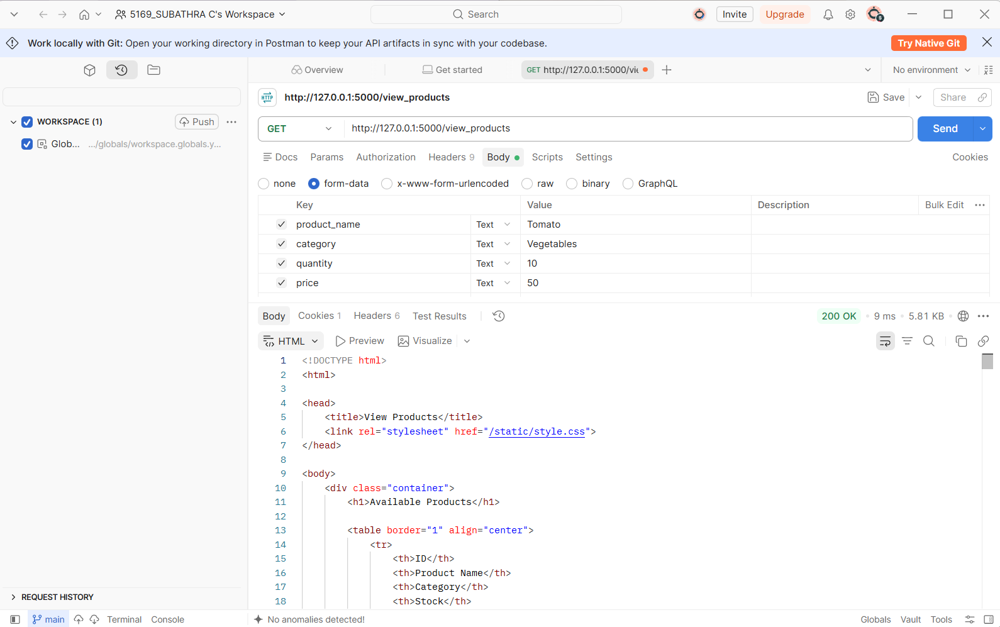 5169_SUBATHRA C's Workspace
Search
Invite
Upgrade
Work locally with Git: Open your working directory in Postman to keep your API artifacts in sync with your codebase.
Try Native Git
Overview
Get started
GET http://127.0.0.1:5000/vie
No environment
HTTP http://127.0.0.1:5000/view_products
Save
Share
WORKSPACE (1)
Push
Glob... .../globals/workspace.globals.y...
GET http://127.0.0.1:5000/view_products
Send
Docs Params Authorization Headers 9 Body Scripts Settings Cookies
none form-data x-www-form-urlencoded raw binary GraphQL
Key Value Description Bulk Edit
product_name Text Tomato
category Text Vegetables
quantity Text 10
price Text 50
Body Cookies 1 Headers 6 Test Results 200 OK 9 ms 5.81 KB
HTML Preview Visualize
1 <!DOCTYPE html>
2 <html>
3
4 <head>
5 <title>View Products</title>
6 <link rel="stylesheet" href="/static/style.css">
7 </head>
8
9 <body>
10 <div class="container">
11 <h1>Available Products</h1>
12
13 <table border="1" align="center">
14 <tr>
15 <th>ID</th>
16 <th>Product Name</th>
17 <th>Category</th>
18 <th>Stock</th>
REQUEST HISTORY
main Terminal Console No anomalies detected! Globals Vault Tools